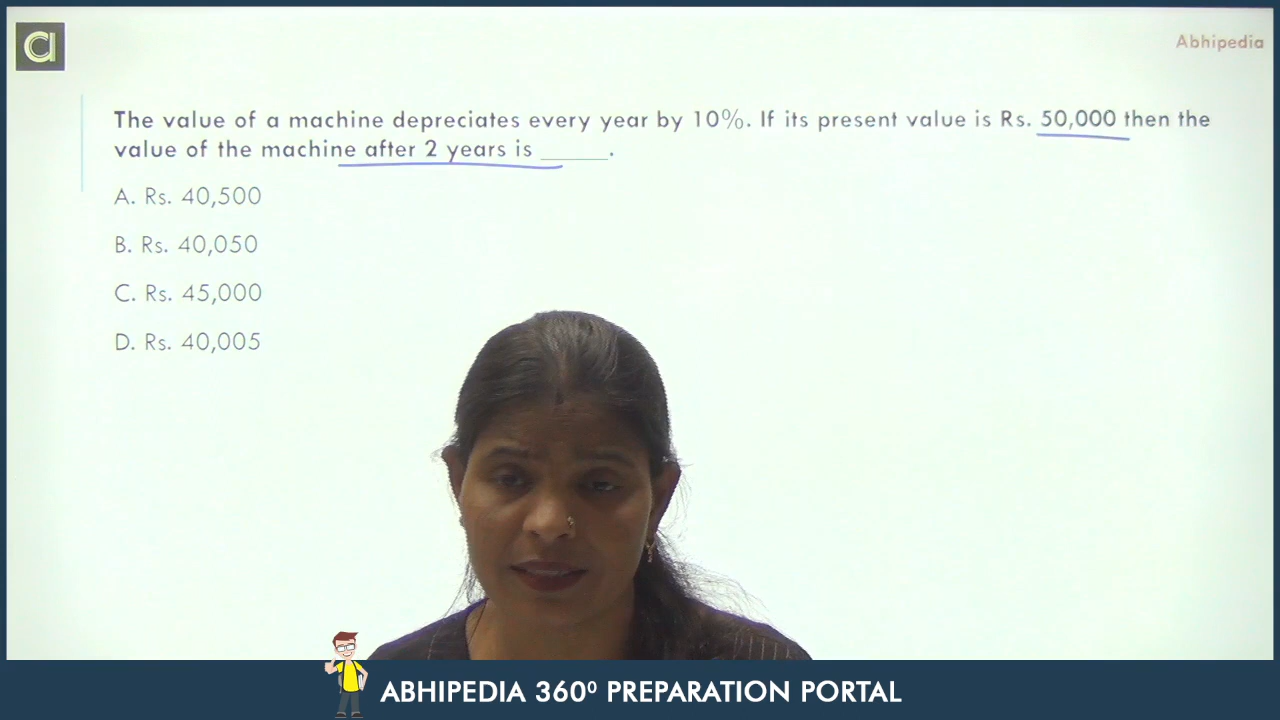 Abhipedia
The value of a machine depreciates every year by 10%. If its present value is Rs. 50,000 then the
value of the machine after 2 years is ______.
A. Rs. 40,500
B. Rs. 40,050
C. Rs. 45,000
D. Rs. 40,005
ABHIPEDIA 360⁰ PREPARATION PORTAL